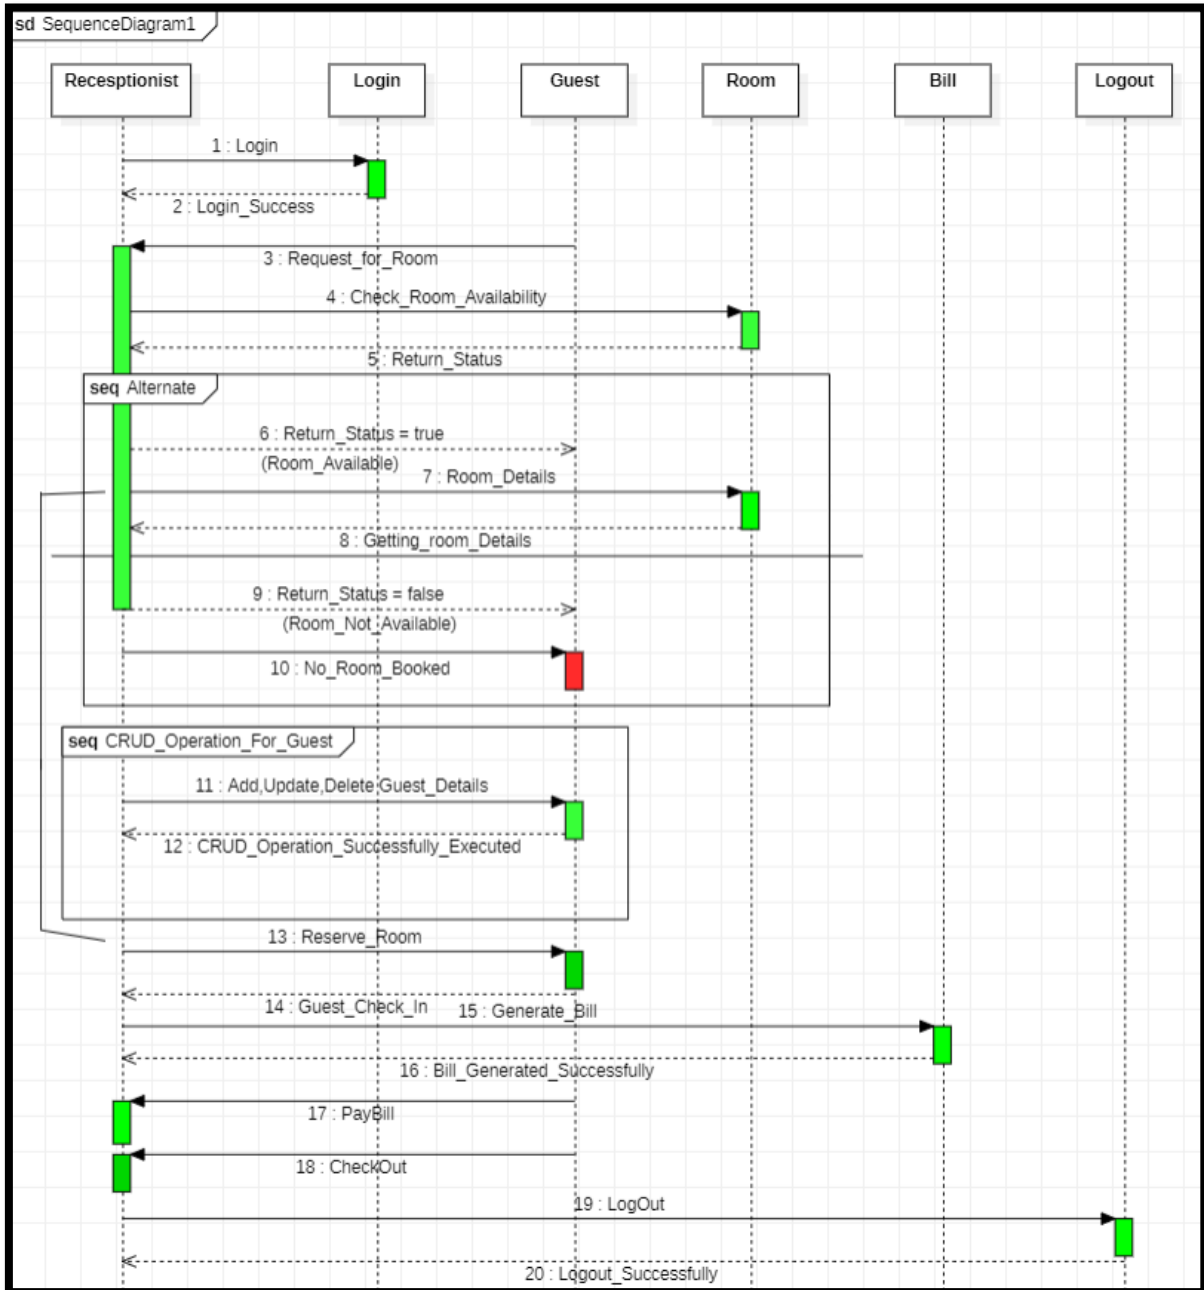 sd SequenceDiagram1
Recesptionist
Login
Guest
Room
Bill
Logout
1 : Login
2 : Login_Success
3 : Request_for_Room
4 : Check_Room_Availability
5 : Return_Status
seq Alternate
6 : Return_Status = true
(Room_Available)
7 : Room_Details
8 : Getting_room_Details
9 : Return_Status = false
(Room_Not_Available)
10 : No_Room_Booked
seq CRUD_Operation_For_Guest
11 : Add,Update,Delete Guest_Details
12 : CRUD_Operation_Successfully_Executed
13 : Reserve_Room
14 : Guest_Check_In
15 : Generate_Bill
16 : Bill_Generated_Successfully
17 : PayBill
18 : CheckOut
19 : LogOut
20 : Logout_Successfully